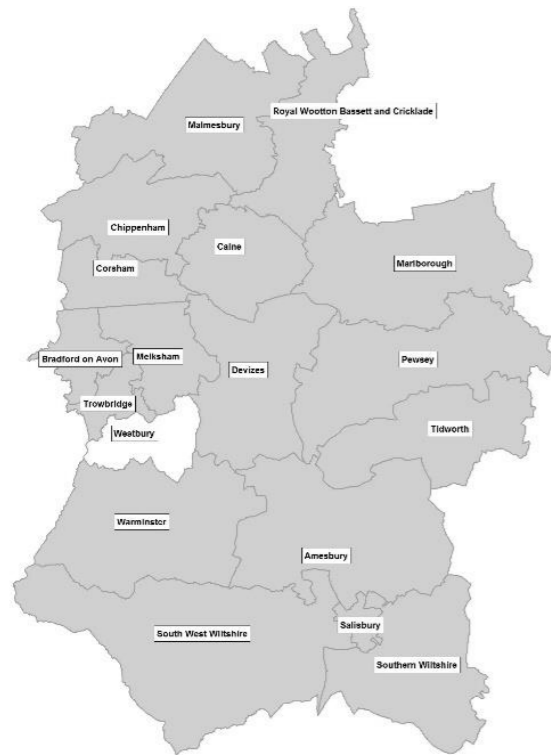 Royal Wootton Bassett and Cricklade
Malmesbury
Chippenham
Calne
Corsham
Marlborough
Bradford on Avon
Melksham
Devizes
Pewsey
Trowbridge
Westbury
Tidworth
Warminster
Amesbury
Salisbury
South West Wiltshire
Southern Wiltshire